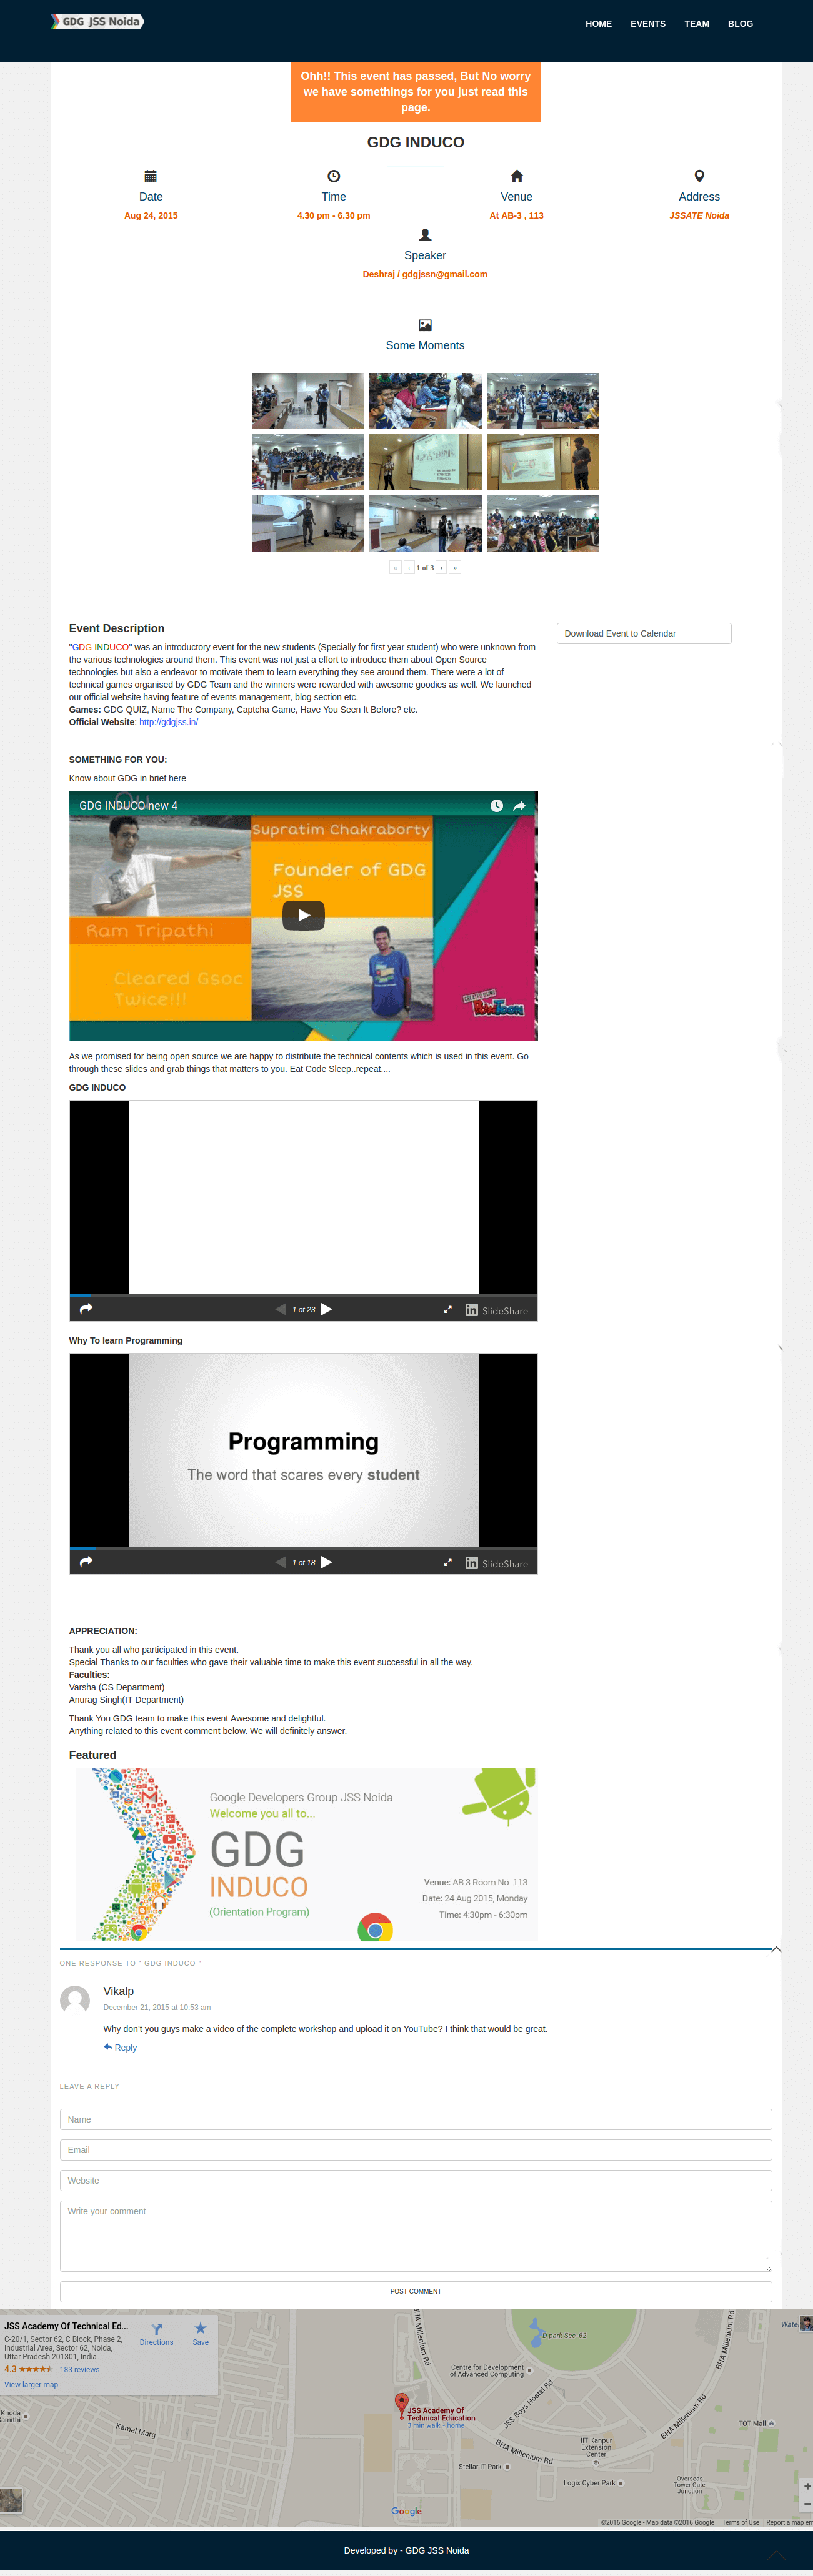 GDG JSS Noida
HOME EVENTS TEAM BLOG
Ohh!! This event has passed, But No worry
we have somethings for you just read this
page.
GDG INDUCO
Date
Aug 24, 2015
Time
4.30 pm - 6.30 pm
Venue
At AB-3 , 113
Address
JSSATE Noida
Speaker
Deshraj / gdgjssn@gmail.com
Some Moments
« ‹ 1 of 3 › »
Event Description
"GDG INDUCO" was an introductory event for the new students (Specially for first year student) who were unknown from
the various technologies around them. This event was not just a effort to introduce them about Open Source
technologies but also a endeavor to motivate them to learn everything they see around them. There were a lot of
technical games organised by GDG Team and the winners were rewarded with awesome goodies as well. We launched
our official website having feature of events management, blog section etc.
Games: GDG QUIZ, Name The Company, Captcha Game, Have You Seen It Before? etc.
Official Website: http://gdgjss.in/
Download Event to Calendar
SOMETHING FOR YOU:
Know about GDG in brief here
GDG INDUCO new 4
Supratim Chakraborty
Founder of GDG
JSS
Ram Tripathi
Cleared Gsoc
Twice!!!
CREATED USING
POWTOON
As we promised for being open source we are happy to distribute the technical contents which is used in this event. Go
through these slides and grab things that matters to you. Eat Code Sleep..repeat....
GDG INDUCO
1 of 23
SlideShare
Why To learn Programming
Programming
The word that scares every student
1 of 18
SlideShare
APPRECIATION:
Thank you all who participated in this event.
Special Thanks to our faculties who gave their valuable time to make this event successful in all the way.
Faculties:
Varsha (CS Department)
Anurag Singh(IT Department)
Thank You GDG team to make this event Awesome and delightful.
Anything related to this event comment below. We will definitely answer.
Featured
Google Developers Group JSS Noida
Welcome you all to...
GDG
INDUCO
(Orientation Program)
Venue: AB 3 Room No. 113
Date: 24 Aug 2015, Monday
Time: 4:30pm - 6:30pm
ONE RESPONSE TO " GDG INDUCO "
Vikalp
December 21, 2015 at 10:53 am
Why don't you guys make a video of the complete workshop and upload it on YouTube? I think that would be great.
Reply
LEAVE A REPLY
Name
Email
Website
Write your comment
POST COMMENT
JSS Academy Of Technical Ed...
C-20/1, Sector 62, C Block, Phase 2,
Industrial Area, Sector 62, Noida,
Uttar Pradesh 201301, India
4.3 183 reviews
View larger map
Directions
Save
BHA Millenium Rd
D park Sec-62
BHA Millenium Rd
Wate
Centre for Development
of Advanced Computing
JSS Academy Of
Technical Education
3 min walk - home
JSS Boys Hostel Rd
BHA Millenium Rd
Khoda
Kamal Marg
TOT Mall
IIT Kanpur
Extension
Center
BHA Millenium Rd
Stellar IT Park
Logix Cyber Park
Overseas
Tower Gate
Junction
Google
©2016 Google - Map data ©2016 Google Terms of Use Report a map err
Developed by - GDG JSS Noida